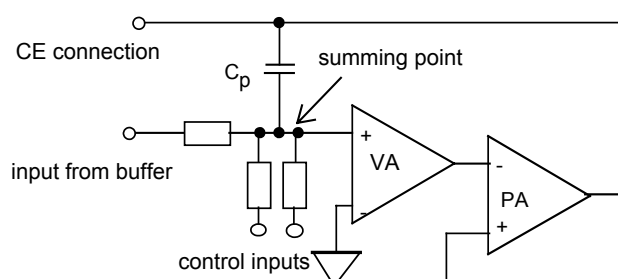 CE connection
summing point
Cp
input from buffer
+
VA
-
-
PA
+
control inputs